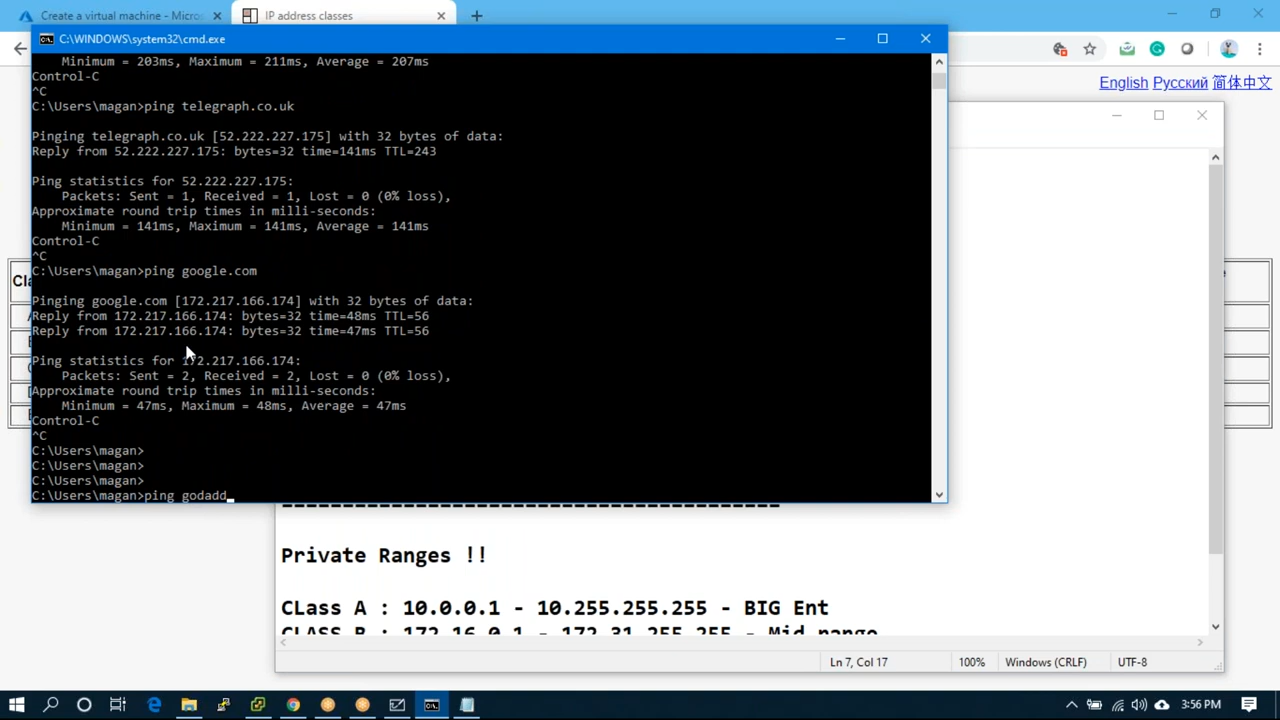 Create a virtual machine - Micros
IP address classes
C:\WINDOWS\system32\cmd.exe
English Русский 简体中文
Minimum = 203ms, Maximum = 211ms, Average = 207ms
Control-C
^C
C:\Users\magan>ping telegraph.co.uk
Pinging telegraph.co.uk [52.222.227.175] with 32 bytes of data:
Reply from 52.222.227.175: bytes=32 time=141ms TTL=243
Ping statistics for 52.222.227.175:
Packets: Sent = 1, Received = 1, Lost = 0 (0% loss),
Approximate round trip times in milli-seconds:
Minimum = 141ms, Maximum = 141ms, Average = 141ms
Control-C
^C
C:\Users\magan>ping google.com
Pinging google.com [172.217.166.174] with 32 bytes of data:
Reply from 172.217.166.174: bytes=32 time=48ms TTL=56
Reply from 172.217.166.174: bytes=32 time=47ms TTL=56
Ping statistics for 172.217.166.174:
Packets: Sent = 2, Received = 2, Lost = 0 (0% loss),
Approximate round trip times in milli-seconds:
Minimum = 47ms, Maximum = 48ms, Average = 47ms
Control-C
^C
C:\Users\magan>
C:\Users\magan>
C:\Users\magan>
C:\Users\magan>ping godadd_
Cla
==========================================
Private Ranges !!
CLass A : 10.0.0.1 - 10.255.255.255 - BIG Ent
CLASS B : 172.16.0.1 - 172.31.255.255 - Mid range
Ln 7, Col 17
100%
Windows (CRLF)
UTF-8
3:56 PM